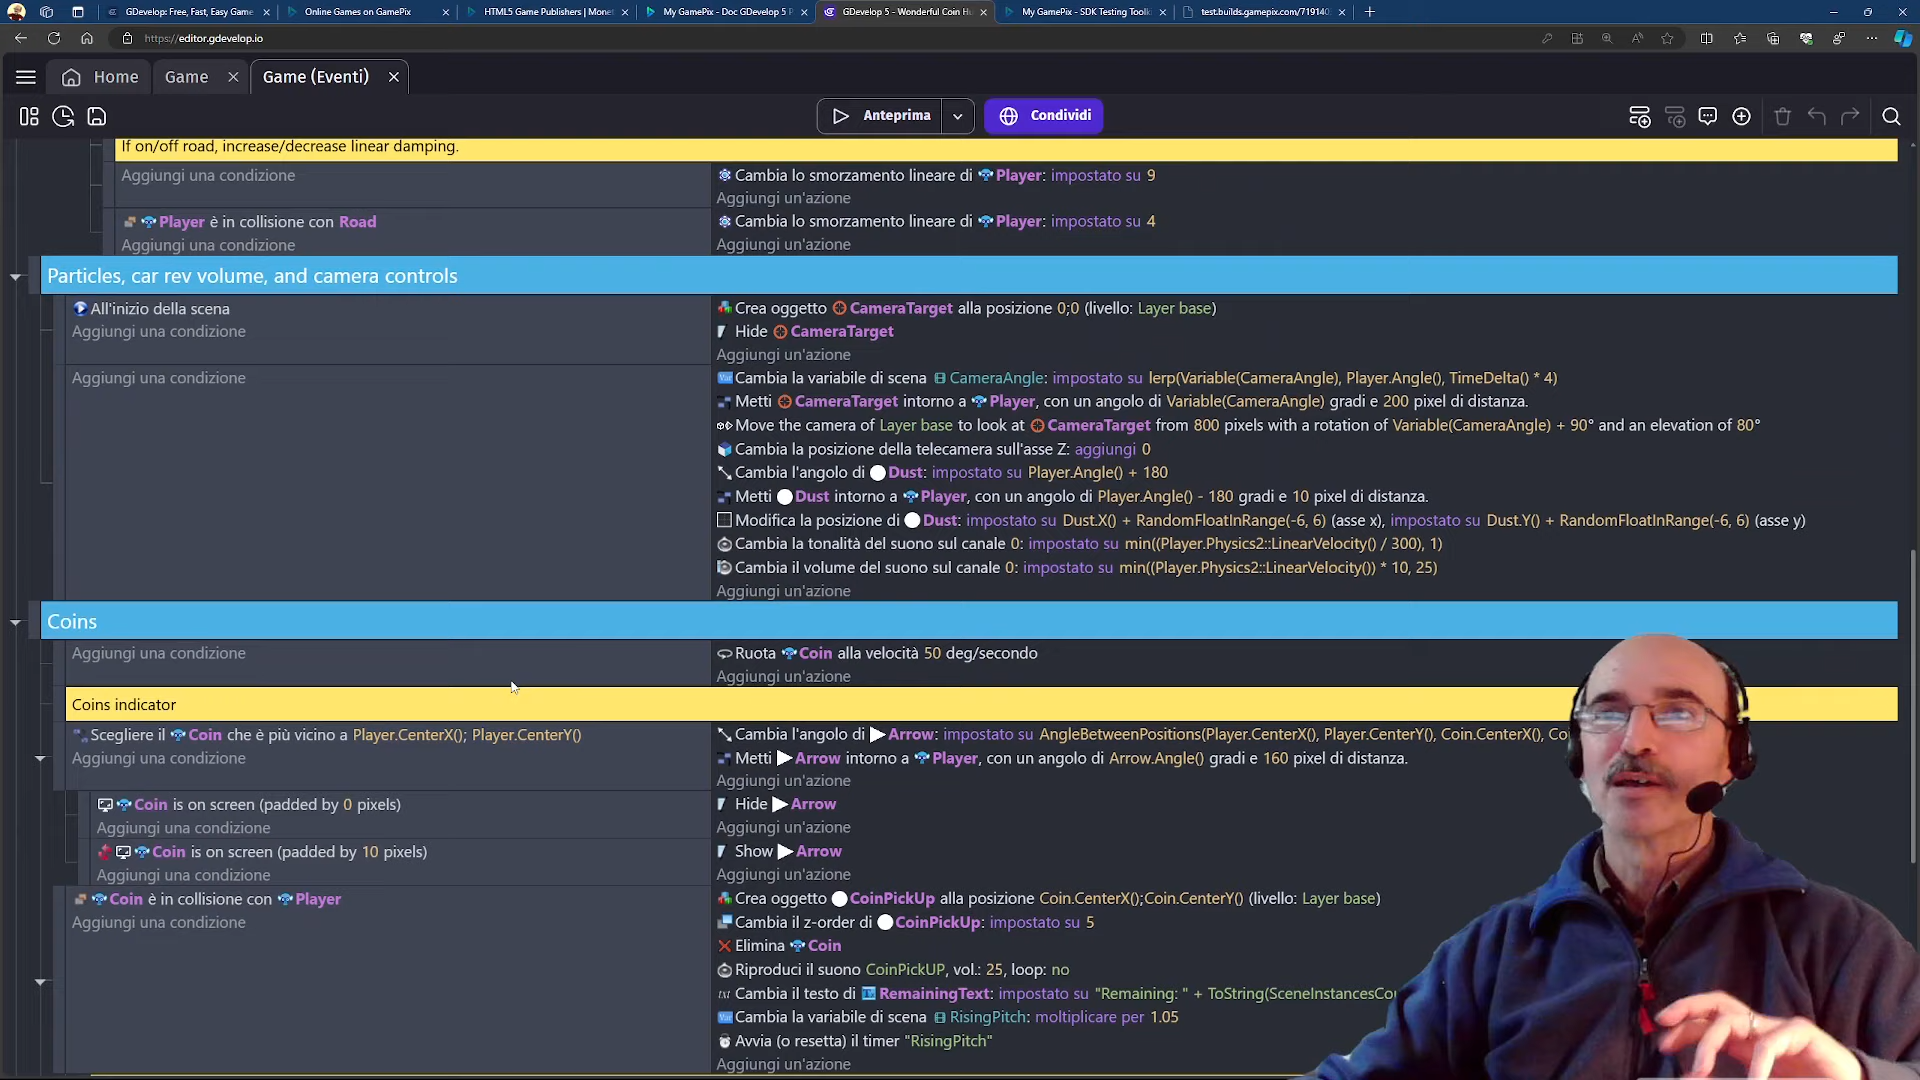 GDevelop: Free, Fast, Easy Game
Online Games on GamePix
HTML5 Game Publishers | Monet
My GamePix - Doc GDevelop 5 P
GDevelop 5 - Wonderful Coin Hu
My GamePix - SDK Testing Toolk
test.builds.gamepix.com/719140
https://editor.gdevelop.io
Home
Game
Game (Eventi)
Anteprima
Condividi
If on/off road, increase/decrease linear damping.
Aggiungi una condizione
Cambia lo smorzamento lineare di Player: impostato su 9
Aggiungi un'azione
Player è in collisione con Road
Cambia lo smorzamento lineare di Player: impostato su 4
Aggiungi una condizione
Aggiungi un'azione
Particles, car rev volume, and camera controls
All'inizio della scena
Crea oggetto CameraTarget alla posizione 0;0 (livello: Layer base)
Aggiungi una condizione
Hide CameraTarget
Aggiungi un'azione
Aggiungi una condizione
Cambia la variabile di scena CameraAngle: impostato su lerp(Variable(CameraAngle), Player.Angle(), TimeDelta() * 4)
Metti CameraTarget intorno a Player, con un angolo di Variable(CameraAngle) gradi e 200 pixel di distanza.
Move the camera of Layer base to look at CameraTarget from 800 pixels with a rotation of Variable(CameraAngle) + 90° and an elevation of 80°
Cambia la posizione della telecamera sull'asse Z: aggiungi 0
Cambia l'angolo di Dust: impostato su Player.Angle() + 180
Metti Dust intorno a Player, con un angolo di Player.Angle() - 180 gradi e 10 pixel di distanza.
Modifica la posizione di Dust: impostato su Dust.X() + RandomFloatInRange(-6, 6) (asse x), impostato su Dust.Y() + RandomFloatInRange(-6, 6) (asse y)
Cambia la tonalità del suono sul canale 0: impostato su min((Player.Physics2::LinearVelocity() / 300), 1)
Cambia il volume del suono sul canale 0: impostato su min((Player.Physics2::LinearVelocity()) * 10, 25)
Aggiungi un'azione
Coins
Aggiungi una condizione
Ruota Coin alla velocità 50 deg/secondo
Aggiungi un'azione
Coins indicator
Scegliere il Coin che è più vicino a Player.CenterX(); Player.CenterY()
Cambia l'angolo di Arrow: impostato su AngleBetweenPositions(Player.CenterX(), Player.CenterY(), Coin.CenterX(), Co
Aggiungi una condizione
Metti Arrow intorno a Player, con un angolo di Arrow.Angle() gradi e 160 pixel di distanza.
Aggiungi un'azione
Coin is on screen (padded by 0 pixels)
Hide Arrow
Aggiungi una condizione
Aggiungi un'azione
Coin is on screen (padded by 10 pixels)
Show Arrow
Aggiungi una condizione
Aggiungi un'azione
Coin è in collisione con Player
Crea oggetto CoinPickUp alla posizione Coin.CenterX();Coin.CenterY() (livello: Layer base)
Aggiungi una condizione
Cambia il z-order di CoinPickUp: impostato su 5
Elimina Coin
Riproduci il suono CoinPickUP, vol.: 25, loop: no
Cambia il testo di RemainingText: impostato su "Remaining: " + ToString(SceneInstancesCou
Cambia la variabile di scena RisingPitch: moltiplicare per 1.05
Avvia (o resetta) il timer "RisingPitch"
Aggiungi un'azione